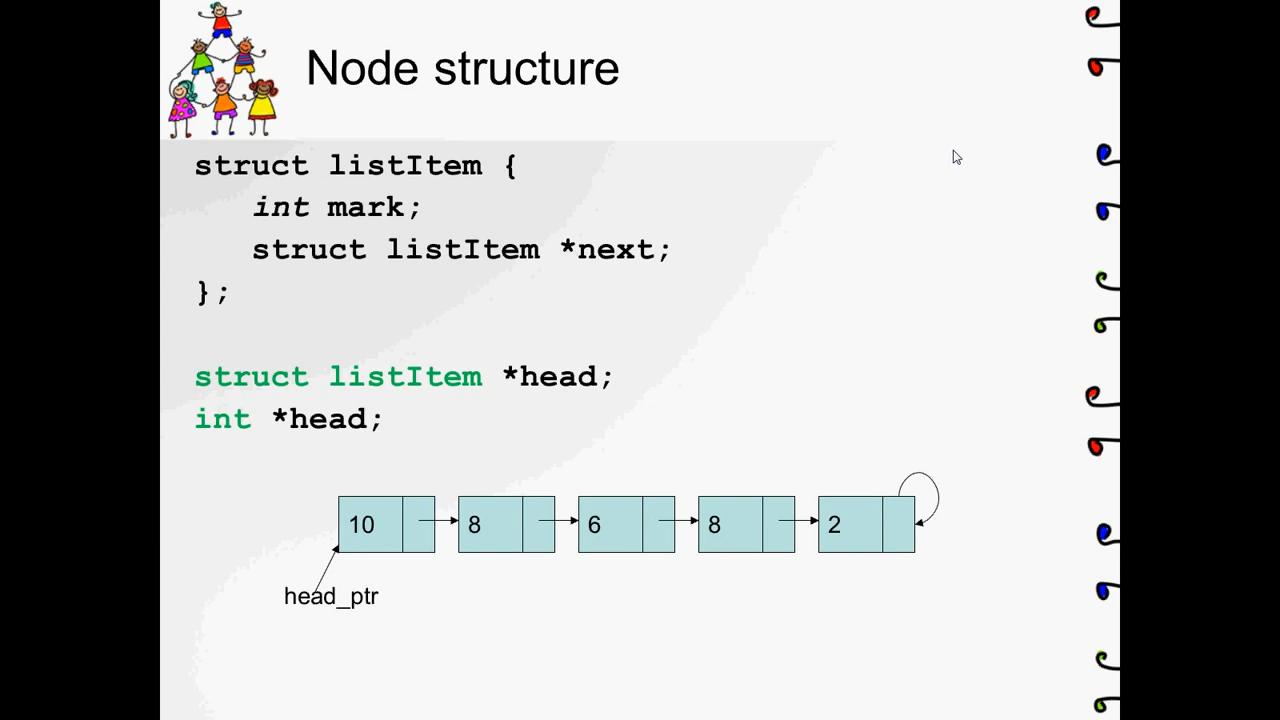 Node structure
struct listItem {
int mark;
struct listItem *next;
};
struct listItem *head;
int *head;
10 8 6 8 2
head_ptr